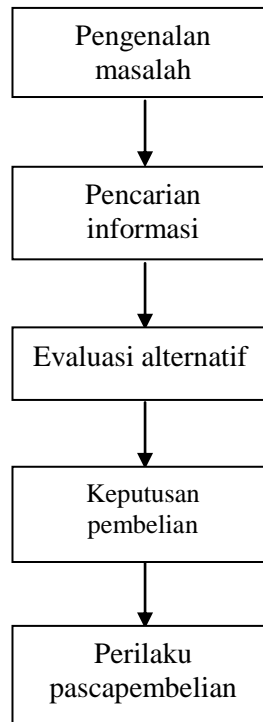 Pengenalan
masalah
Pencarian
informasi
Evaluasi alternatif
Keputusan
pembelian
Perilaku
pascapembelian